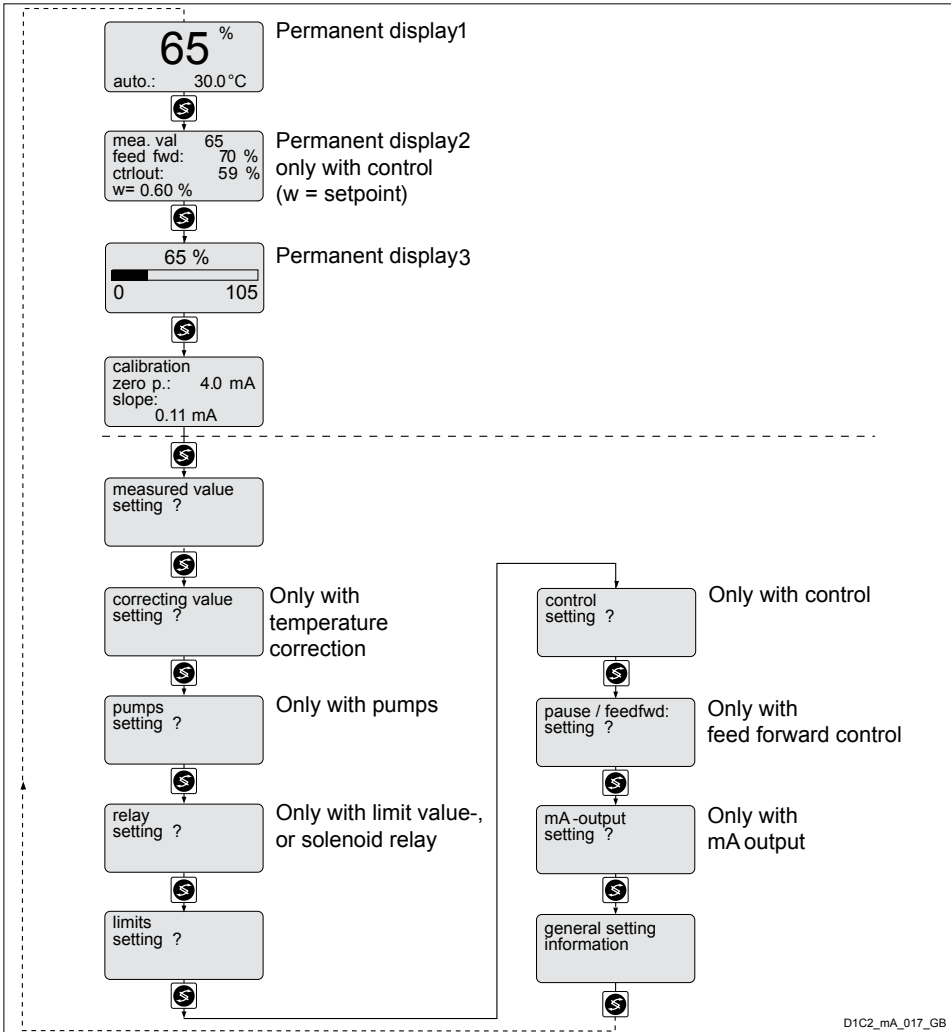 65 %
auto.: 30.0°C
Permanent display1
mea. val 65
feed fwd: 70 %
ctrlout: 59 %
w= 0.60 %
Permanent display2
only with control
(w = setpoint)
65 %
0 105
Permanent display3
calibration
zero p.: 4.0 mA
slope:
0.11 mA
measured value
setting ?
correcting value
setting ?
Only with
temperature
correction
pumps
setting ?
Only with pumps
relay
setting ?
Only with limit value-,
or solenoid relay
limits
setting ?
control
setting ?
Only with control
pause / feedfwd:
setting ?
Only with
feed forward control
mA-output
setting ?
Only with
mA output
general setting
information
D1C2_mA_017_GB